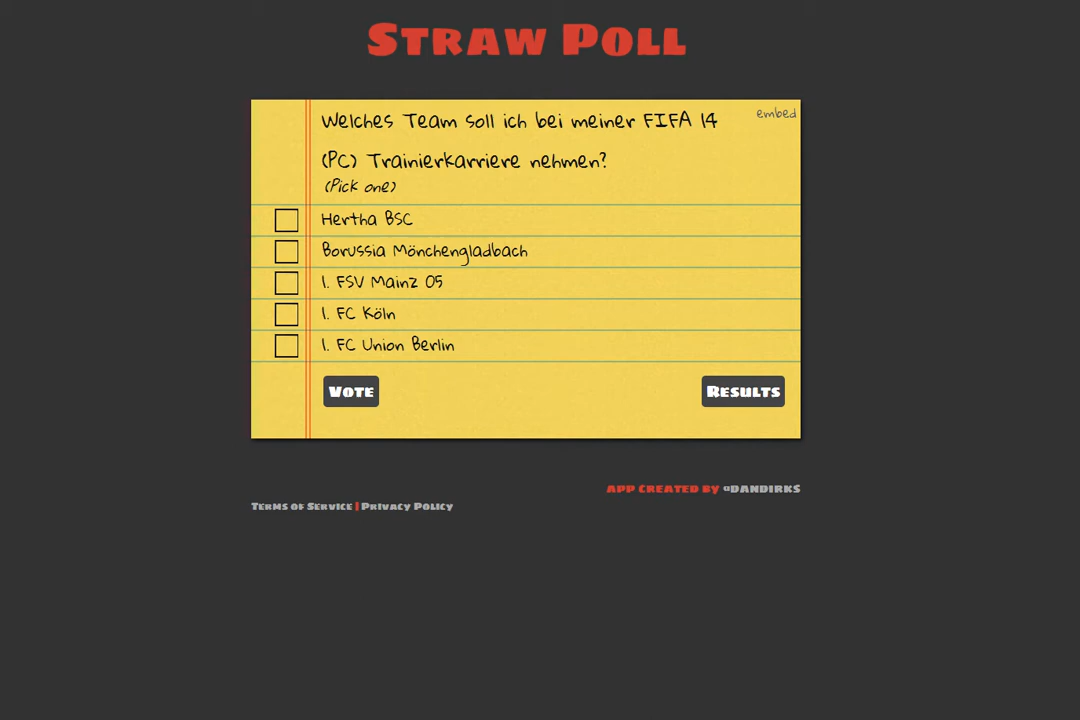 Straw Poll
embed
Welches Team soll ich bei meiner FIFA 14
(PC) Trainierkarriere nehmen?
(Pick one)
Hertha BSC
Borussia Mönchengladbach
1. FSV Mainz 05
1. FC Köln
1. FC Union Berlin
Vote
Results
App created by @dandirks
Terms of Service | Privacy Policy